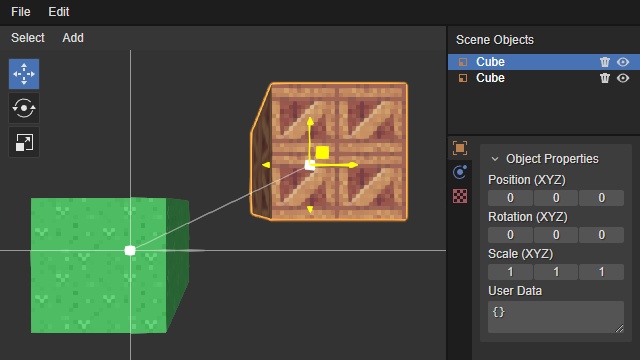 File Edit
Select Add
Scene Objects
Cube
Cube
Object Properties
Position (XYZ)
0 0 0
Rotation (XYZ)
0 0 0
Scale (XYZ)
1 1 1
User Data
{}